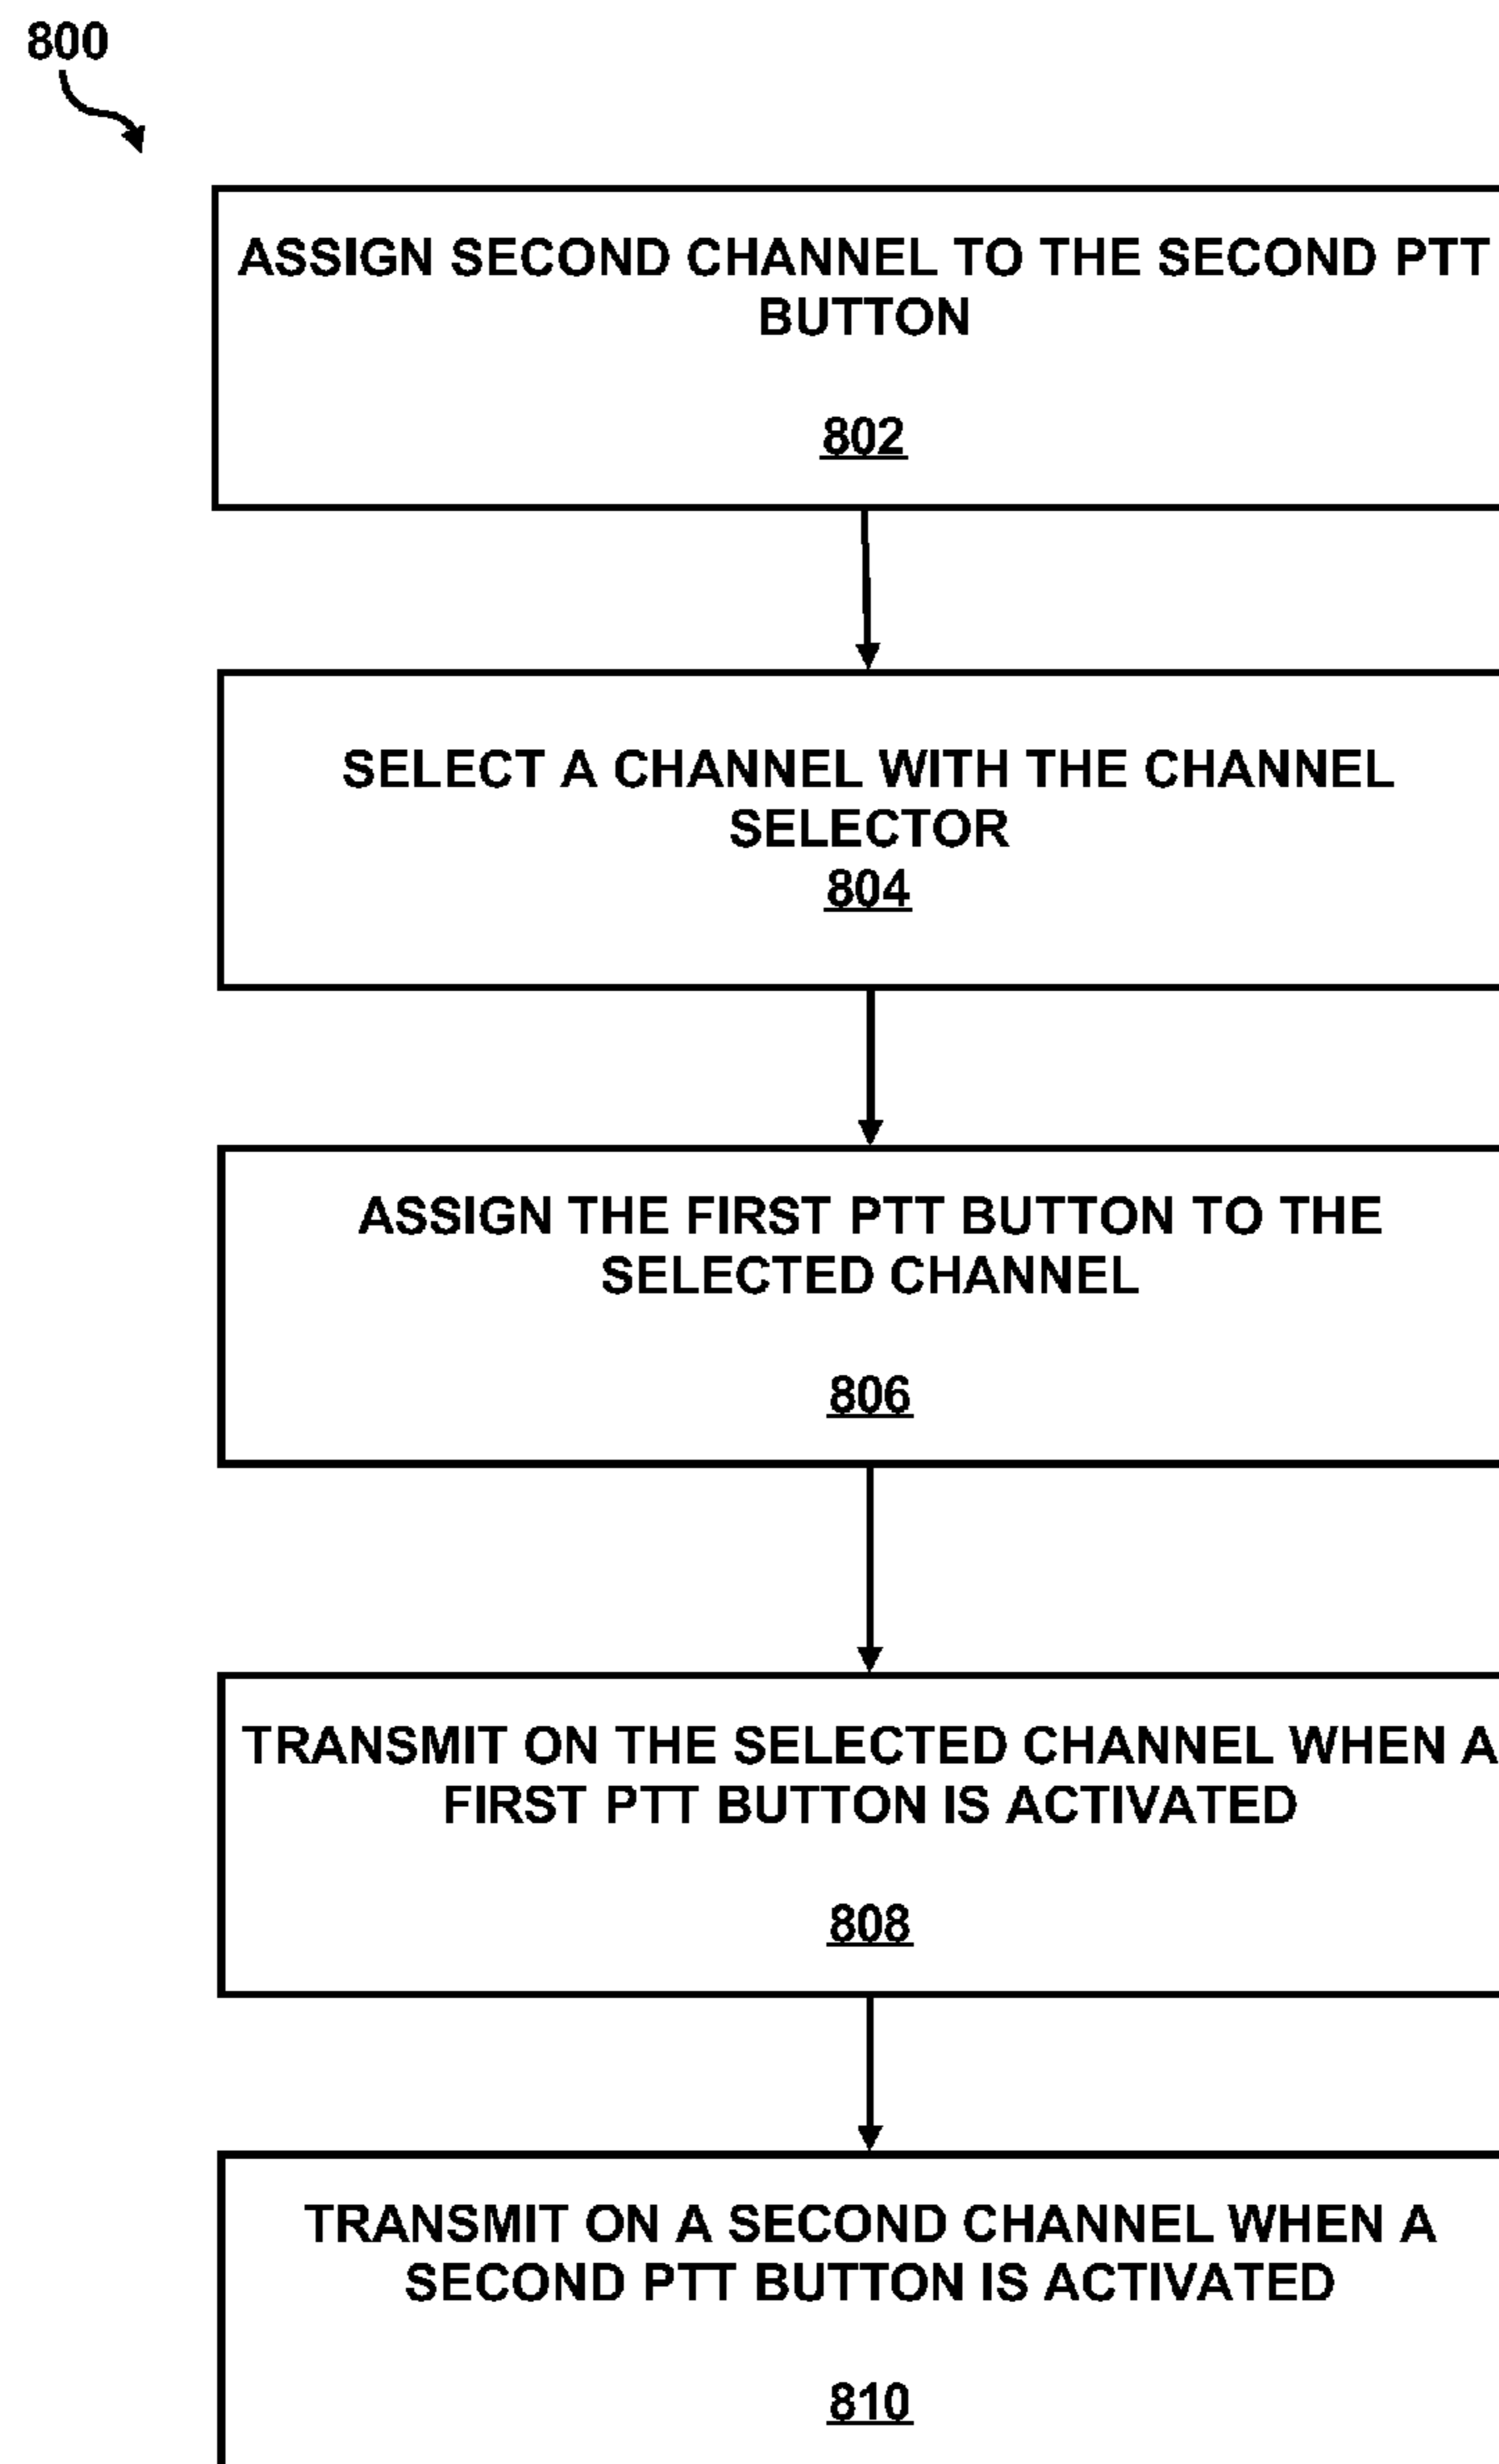 800
ASSIGN SECOND CHANNEL TO THE SECOND PTT
BUTTON
802
SELECT A CHANNEL WITH THE CHANNEL
SELECTOR
804
ASSIGN THE FIRST PTT BUTTON TO THE
SELECTED CHANNEL
806
TRANSMIT ON THE SELECTED CHANNEL WHEN A
FIRST PTT BUTTON IS ACTIVATED
808
TRANSMIT ON A SECOND CHANNEL WHEN A
SECOND PTT BUTTON IS ACTIVATED
810